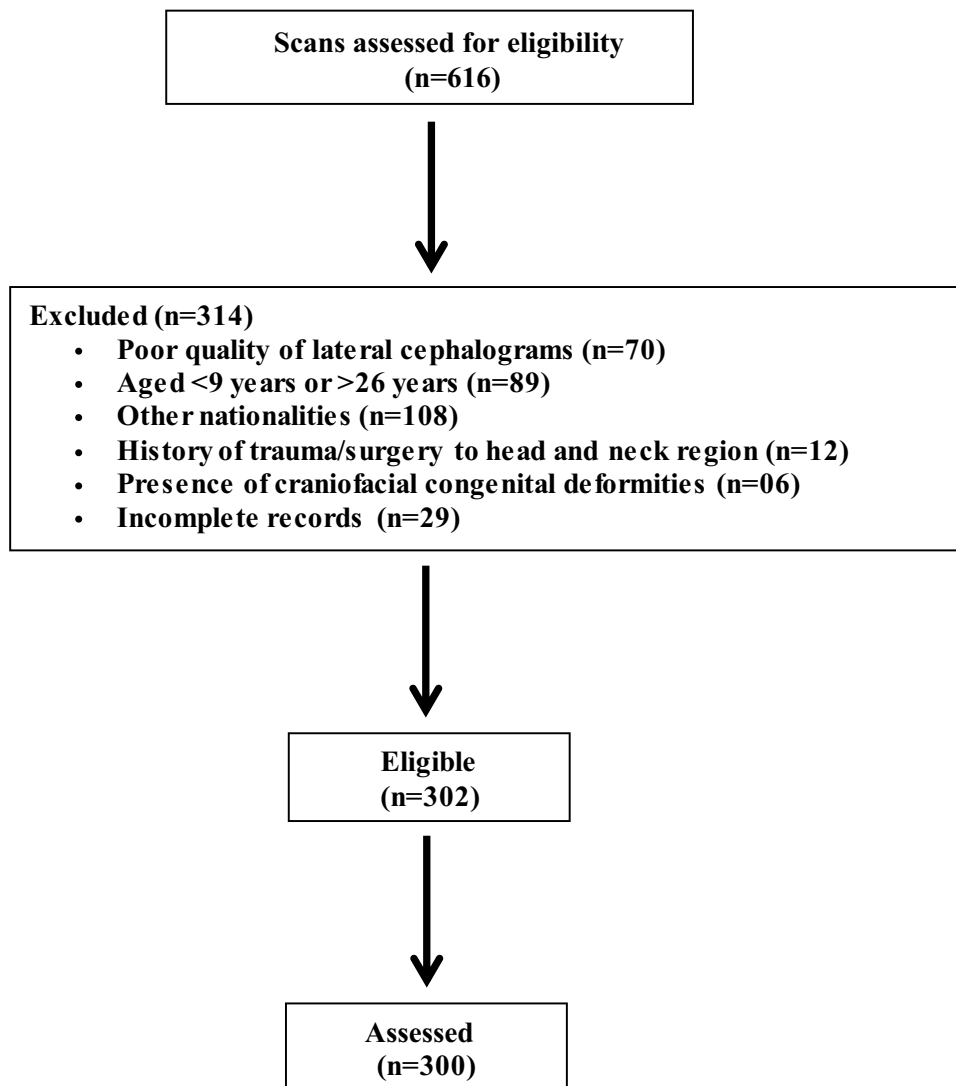 Scans assessed for eligibility
(n=616)
Excluded (n=314)
• Poor quality of lateral cephalograms (n=70)
• Aged <9 years or >26 years (n=89)
• Other nationalities (n=108)
• History of trauma/surgery to head and neck region (n=12)
• Presence of craniofacial congenital deformities (n=06)
• Incomplete records (n=29)
Eligible
(n=302)
Assessed
(n=300)